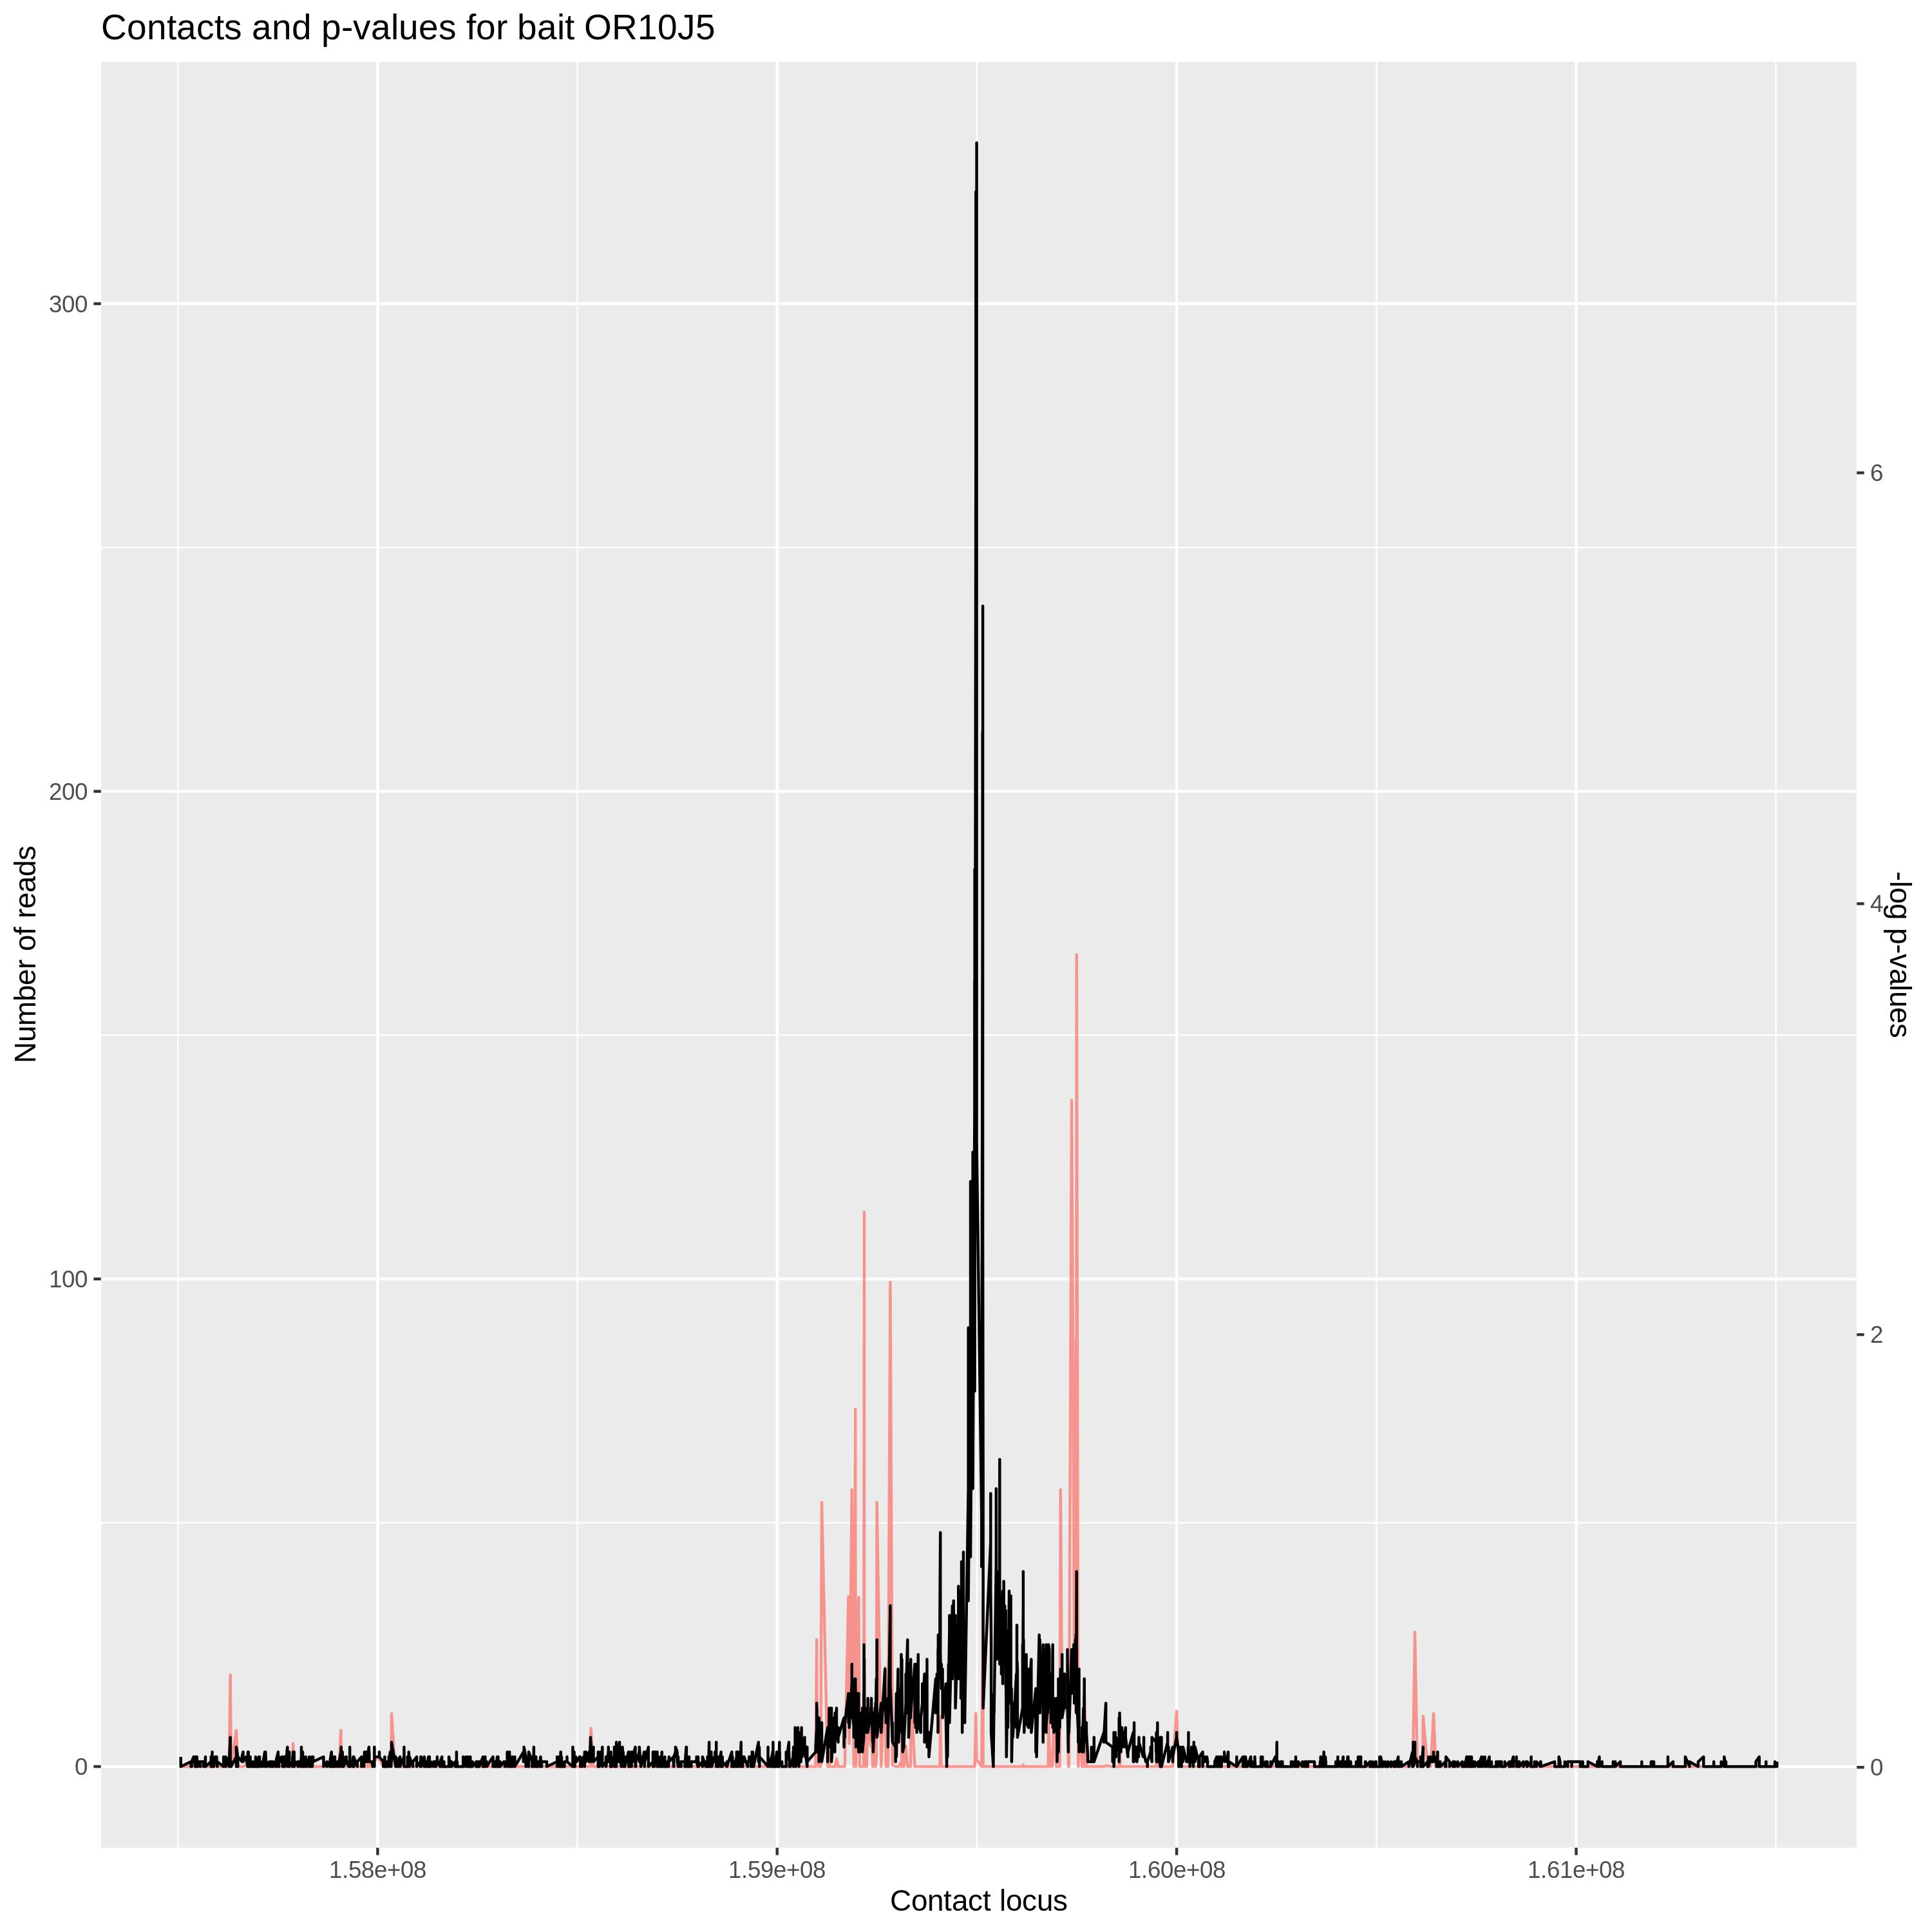 Contacts and p-values for bait OR10J5
Number of reads
300
200
100
0
6
4
2
0
-log p-values
1.58e+08
1.59e+08
1.60e+08
1.61e+08
Contact locus